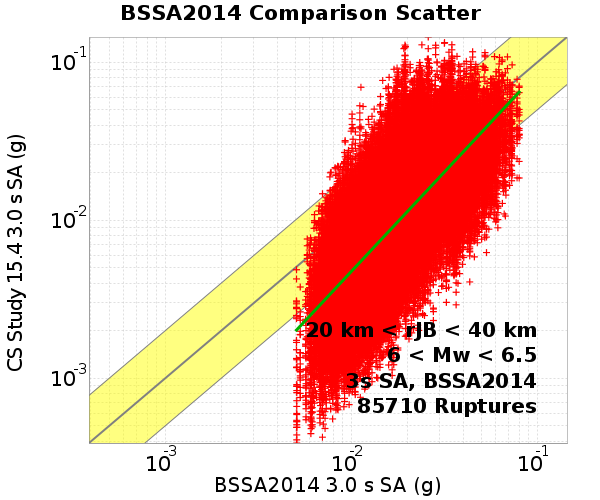 BSSA2014 Comparison Scatter
CS Study 15.4 3.0 s SA (g)
10-1
10-2
10-3
20 km < rJB < 40 km
6 < Mw < 6.5
3s SA, BSSA2014
85710 Ruptures
10-3 10-2 10-1
BSSA2014 3.0 s SA (g)